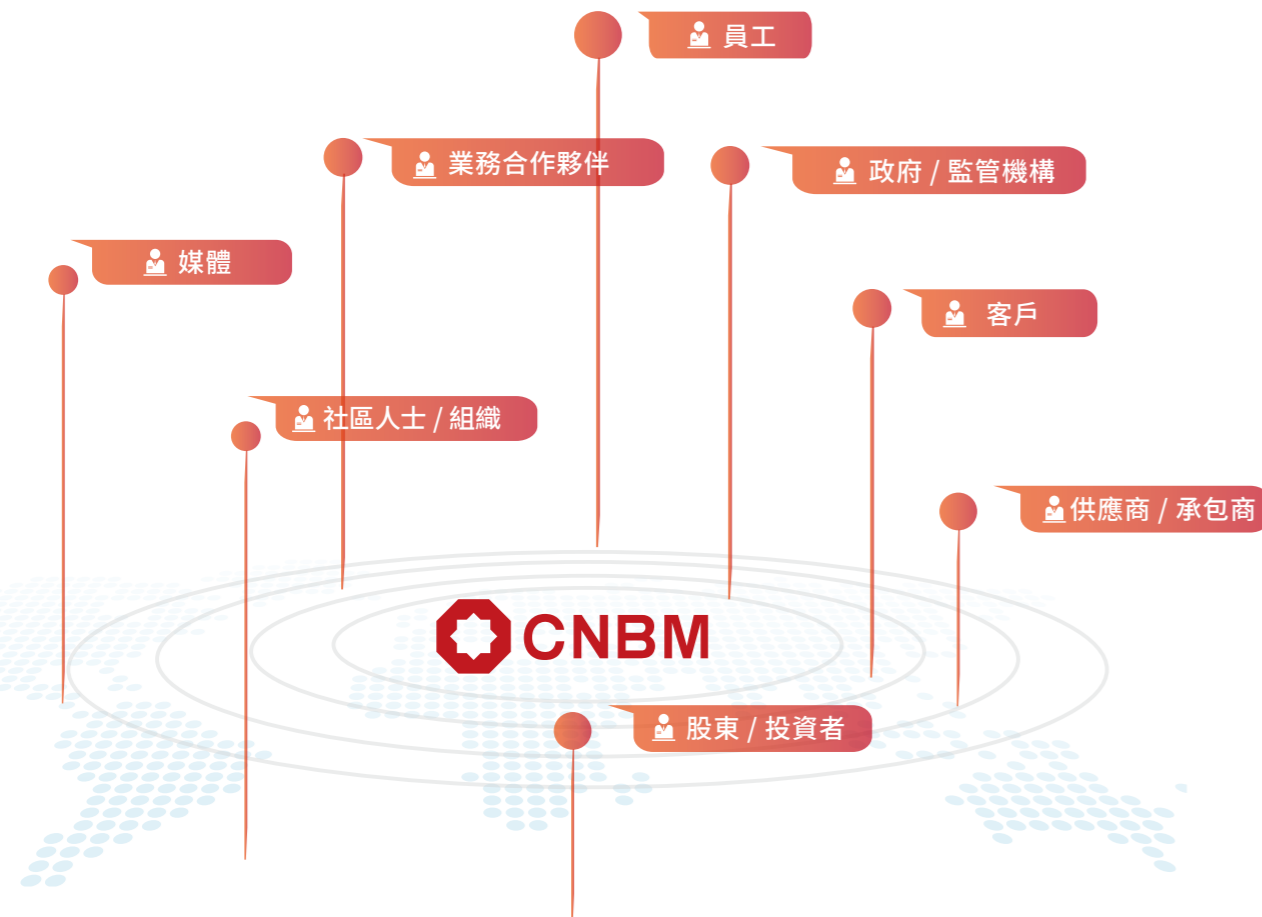 員工
業務合作夥伴
政府 / 監管機構
媒體
客戶
社區人士 / 組織
供應商 / 承包商
CNBM
股東 / 投資者